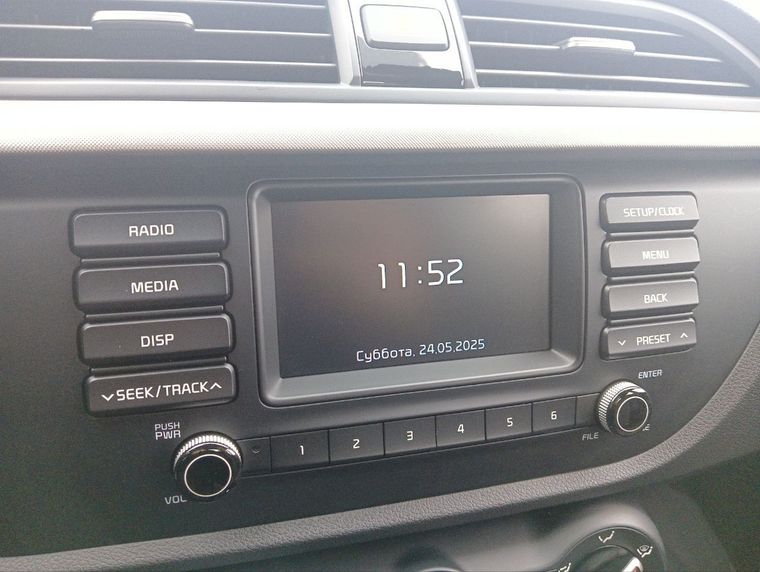 RADIO
MEDIA
DISP
SEEK/TRACK
PUSH
PWR
VOL
11:52
Суббота, 24.05.2025
SETUP/CLOCK
MENU
BACK
PRESET
ENTER
1 2 3 4 5 6
FILE